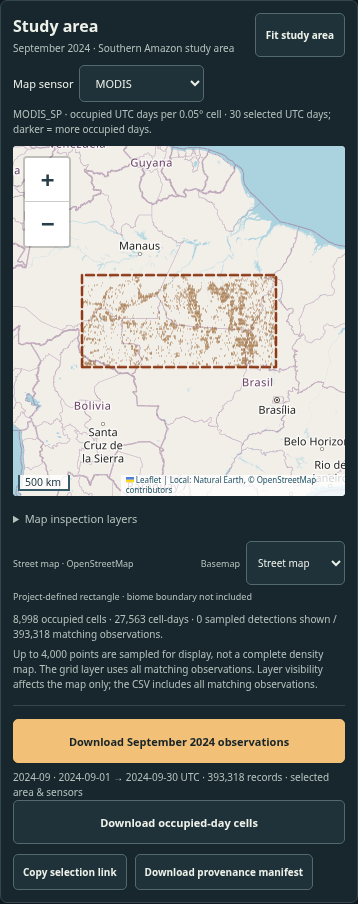 Study area
September 2024 · Southern Amazon study area
Fit study area
Map sensor
MODIS
MODIS_SP · occupied UTC days per 0.05° cell · 30 selected UTC days;
darker = more occupied days.
Venezuela
Guyana
+
−
Manaus
Brasil
Bolivia
Brasília
Santa
Cruz de
la Sierra
Belo Horizon
Rio de
Janeiro
500 km
Leaflet | Local: Natural Earth, © OpenStreetMap
contributors
▶ Map inspection layers
Street map · OpenStreetMap
Basemap
Street map
Project-defined rectangle · biome boundary not included
8,998 occupied cells · 27,563 cell-days · 0 sampled detections shown /
393,318 matching observations.
Up to 4,000 points are sampled for display, not a complete density
map. The grid layer uses all matching observations. Layer visibility
affects the map only; the CSV includes all matching observations.
Download September 2024 observations
2024-09 · 2024-09-01 → 2024-09-30 UTC · 393,318 records · selected
area & sensors
Download occupied-day cells
Copy selection link
Download provenance manifest